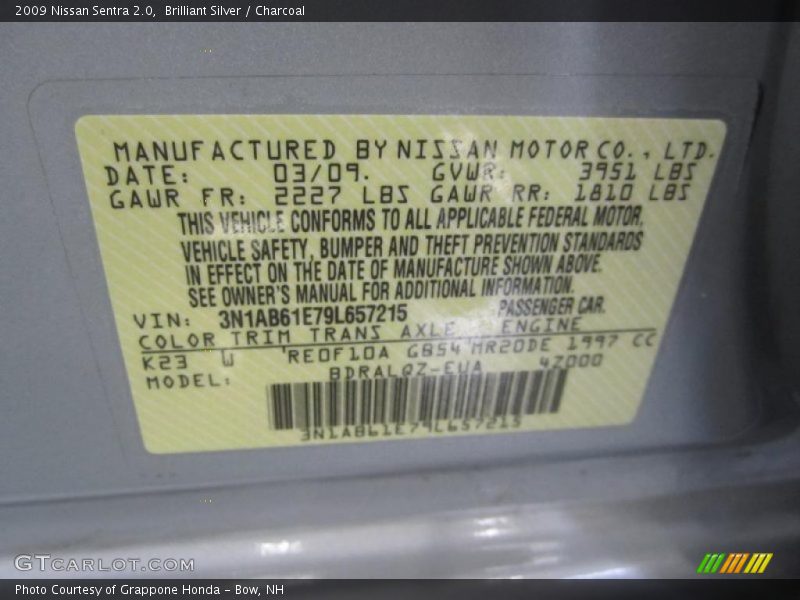 2009 Nissan Sentra 2.0,  Brilliant Silver / Charcoal
MANUFACTURED BY NISSAN MOTOR CO., LTD.
DATE: 03/09. GVWR: 3951 LBS
GAWR FR: 2227 LBS GAWR RR: 1810 LBS
THIS VEHICLE CONFORMS TO ALL APPLICABLE FEDERAL MOTOR
VEHICLE SAFETY, BUMPER AND THEFT PREVENTION STANDARDS
IN EFFECT ON THE DATE OF MANUFACTURE SHOWN ABOVE.
SEE OWNER'S MANUAL FOR ADDITIONAL INFORMATION.
VIN: 3N1AB61E79L657215 PASSENGER CAR.
COLOR TRIM TRANS AXLE ENGINE
K23 W RE0F10A GB54 MR20DE 1997 CC
MODEL: BDRALQZ-EWA 4Z000
3N1AB61E79L657215
GTCARLOT.COM
Photo Courtesy of Grappone Honda - Bow, NH